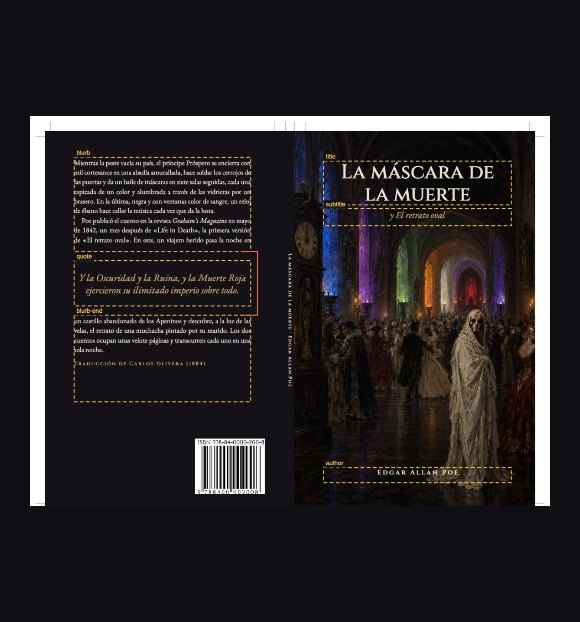 blurb
Mientras la peste vacía su país, el príncipe Próspero se encierra con
mil cortesanos en una abadía amurallada, hace soldar los cerrojos de
las puertas y da un baile de máscaras en siete salas seguidas, cada una
tapizada de un color y alumbrada a través de las vidrieras por un
brasero. En la última, negra y con ventanas color de sangre, un reloj
de ébano hace callar la música cada vez que da la hora.
Poe publicó el cuento en la revista Graham's Magazine en mayo
de 1842, un mes después de «Life in Death», la primera versión
de «El retrato oval». En este, un viajero herido pasa la noche en
quote
Y la Oscuridad y la Ruina, y la Muerte Roja
ejercieron su ilimitado imperio sobre todo.
blurb-end
un castillo abandonado de los Apeninos y descubre, a la luz de las
velas, el retrato de una muchacha pintado por su marido. Los dos
cuentos ocupan unas veinte páginas y transcurren cada uno en una
sola noche.
Traducción de Carlos Olivera (1884)
ISBN 978-84-0000-200-8
La máscara de la muerte · Edgar Allan Poe
title
La máscara de
la muerte
subtitle
y El retrato oval
author
Edgar Allan Poe